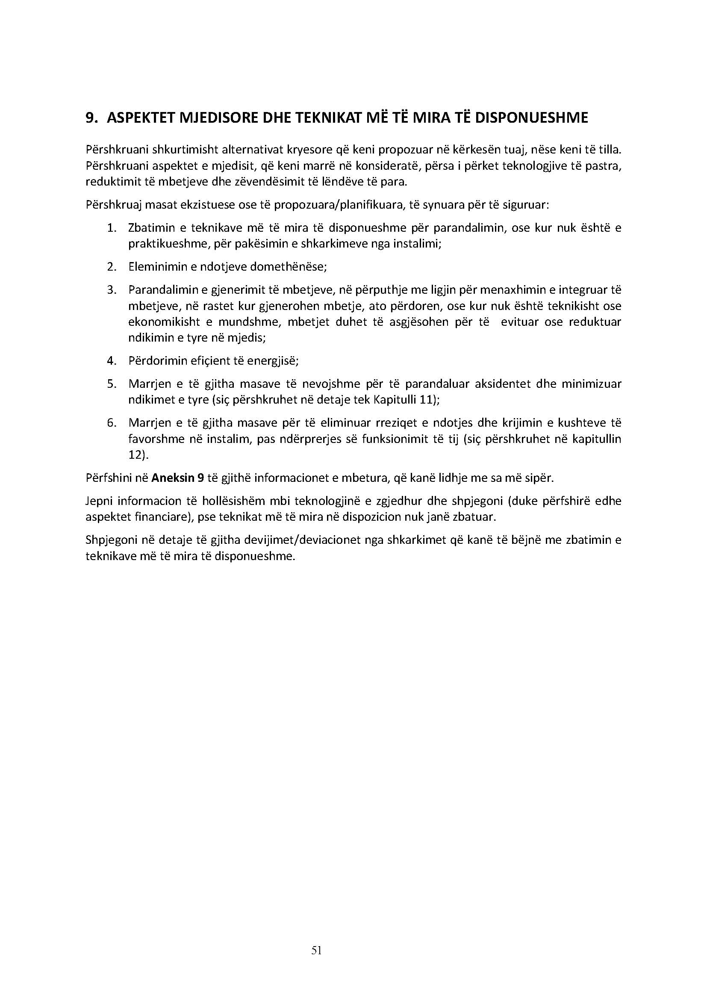 9. ASPEKTET MJEDISORE DHE TEKNIKAT MË TË MIRA TË DISPONUESHME
Përshkruani shkurtimisht alternativat kryesore që keni propozuar në kërkesën tuaj, nëse keni të tilla.
Përshkruani aspektet e mjedisit, që keni marrë në konsideratë, përsa i përket teknologjive të pastra,
reduktimit të mbetjeve dhe zëvendësimit të lëndëve të para.
Përshkruaj masat ekzistuese ose të propozuara/planifikuara, të synuara për të siguruar:
1. Zbatimin e teknikave më të mira të disponueshme për parandalimin, ose kur nuk është e
praktikueshme, për pakësimin e shkarkimeve nga instalimi;
2. Eleminimin e ndotjeve domethënëse;
3. Parandalimin e gjenerimit të mbetjeve, në përputhje me ligjin për menaxhimin e integruar të
mbetjeve, në rastet kur gjenerohen mbetje, ato përdoren, ose kur nuk është teknikisht ose
ekonomikisht e mundshme, mbetjet duhet të asgjësohen për të evituar ose reduktuar
ndikimin e tyre në mjedis;
4. Përdorimin efiçient të energjisë;
5. Marrjen e të gjitha masave të nevojshme për të parandaluar aksidentet dhe minimizuar
ndikimet e tyre (siç përshkruhet në detaje tek Kapitulli 11);
6. Marrjen e të gjitha masave për të eliminuar rreziqet e ndotjes dhe krijimin e kushteve të
favorshme në instalim, pas ndërprerjes së funksionimit të tij (siç përshkruhet në kapitullin
12).
Përfshini në Aneksin 9 të gjithë informacionet e mbetura, që kanë lidhje me sa më sipër.
Jepni informacion të hollësishëm mbi teknologjinë e zgjedhur dhe shpjegoni (duke përfshirë edhe
aspektet financiare), pse teknikat më të mira në dispozicion nuk janë zbatuar.
Shpjegoni në detaje të gjitha devijimet/deviacionet nga shkarkimet që kanë të bëjnë me zbatimin e
teknikave më të mira të disponueshme.
51